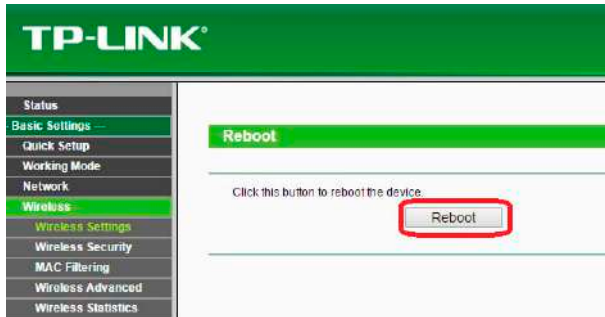 TP-LINK®
Status
- Basic Settings ---
Quick Setup
Working Mode
Network
Wireless
Wireless Settings
Wireless Security
MAC Filtering
Wireless Advanced
Wireless Statistics
Reboot
Click this button to reboot the device.
Reboot